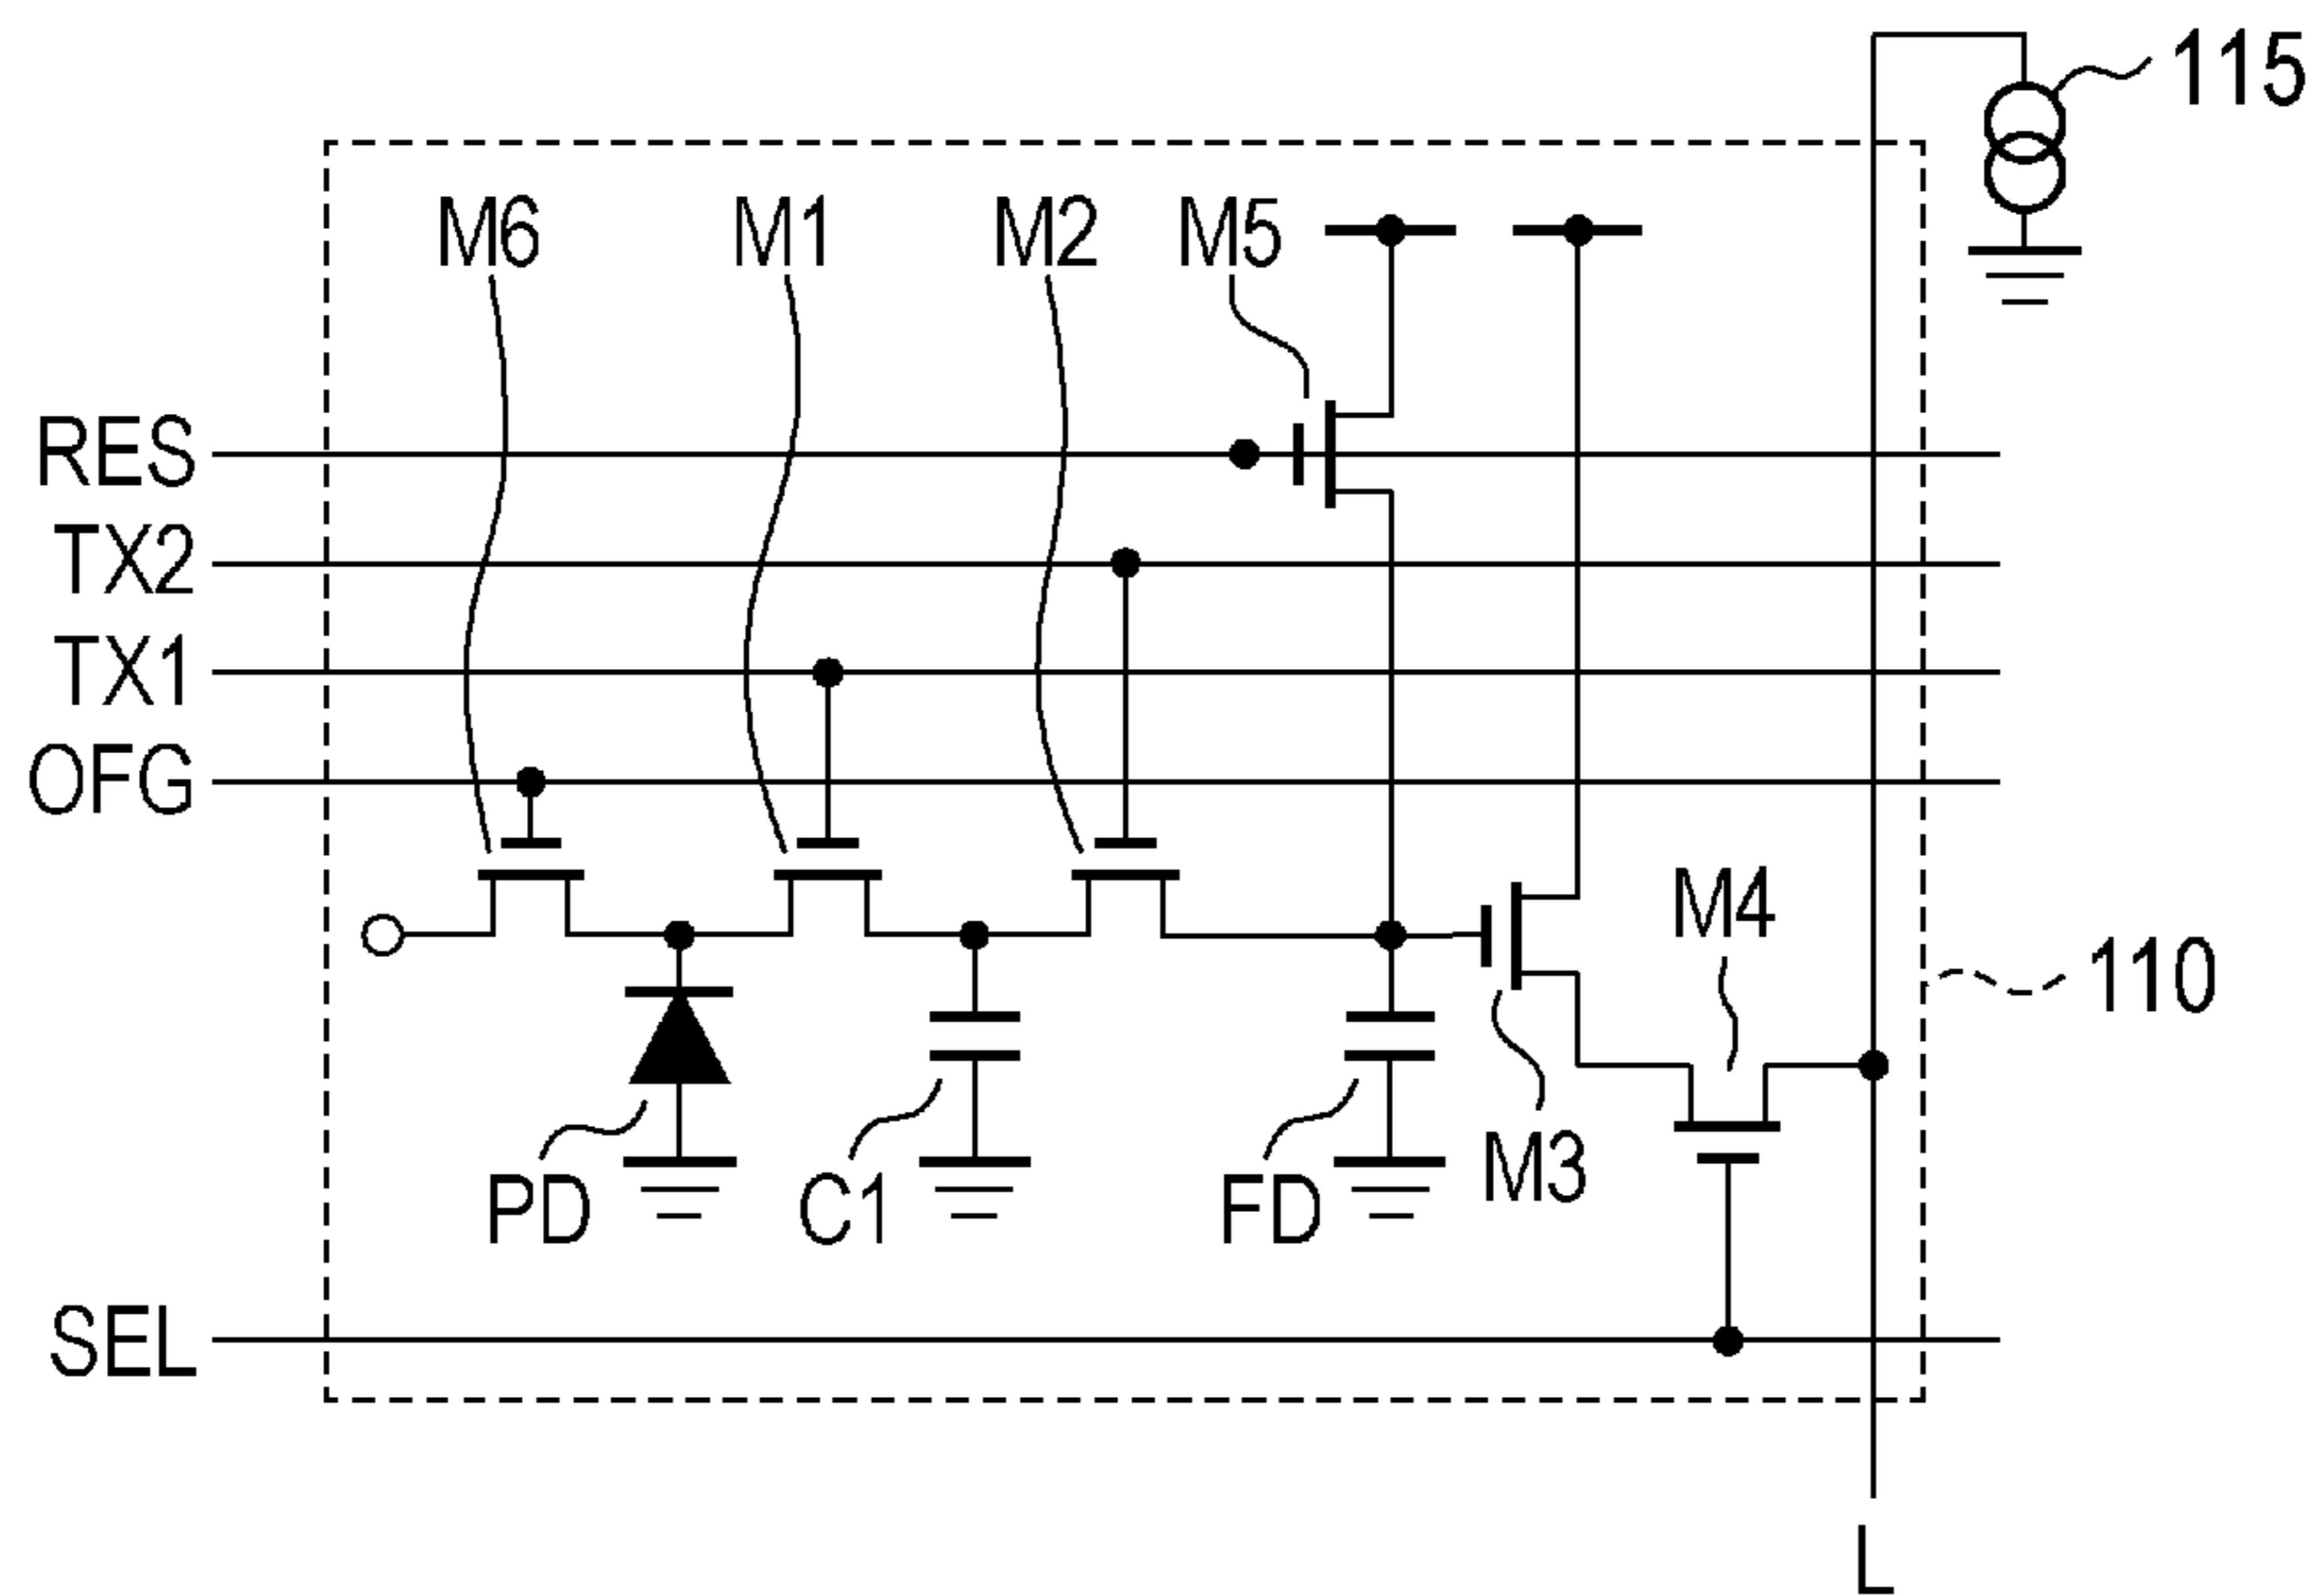 115
M6 M1 M2 M5
RES
TX2
TX1
OFG
M4
110
M3
PD C1 FD
SEL
L